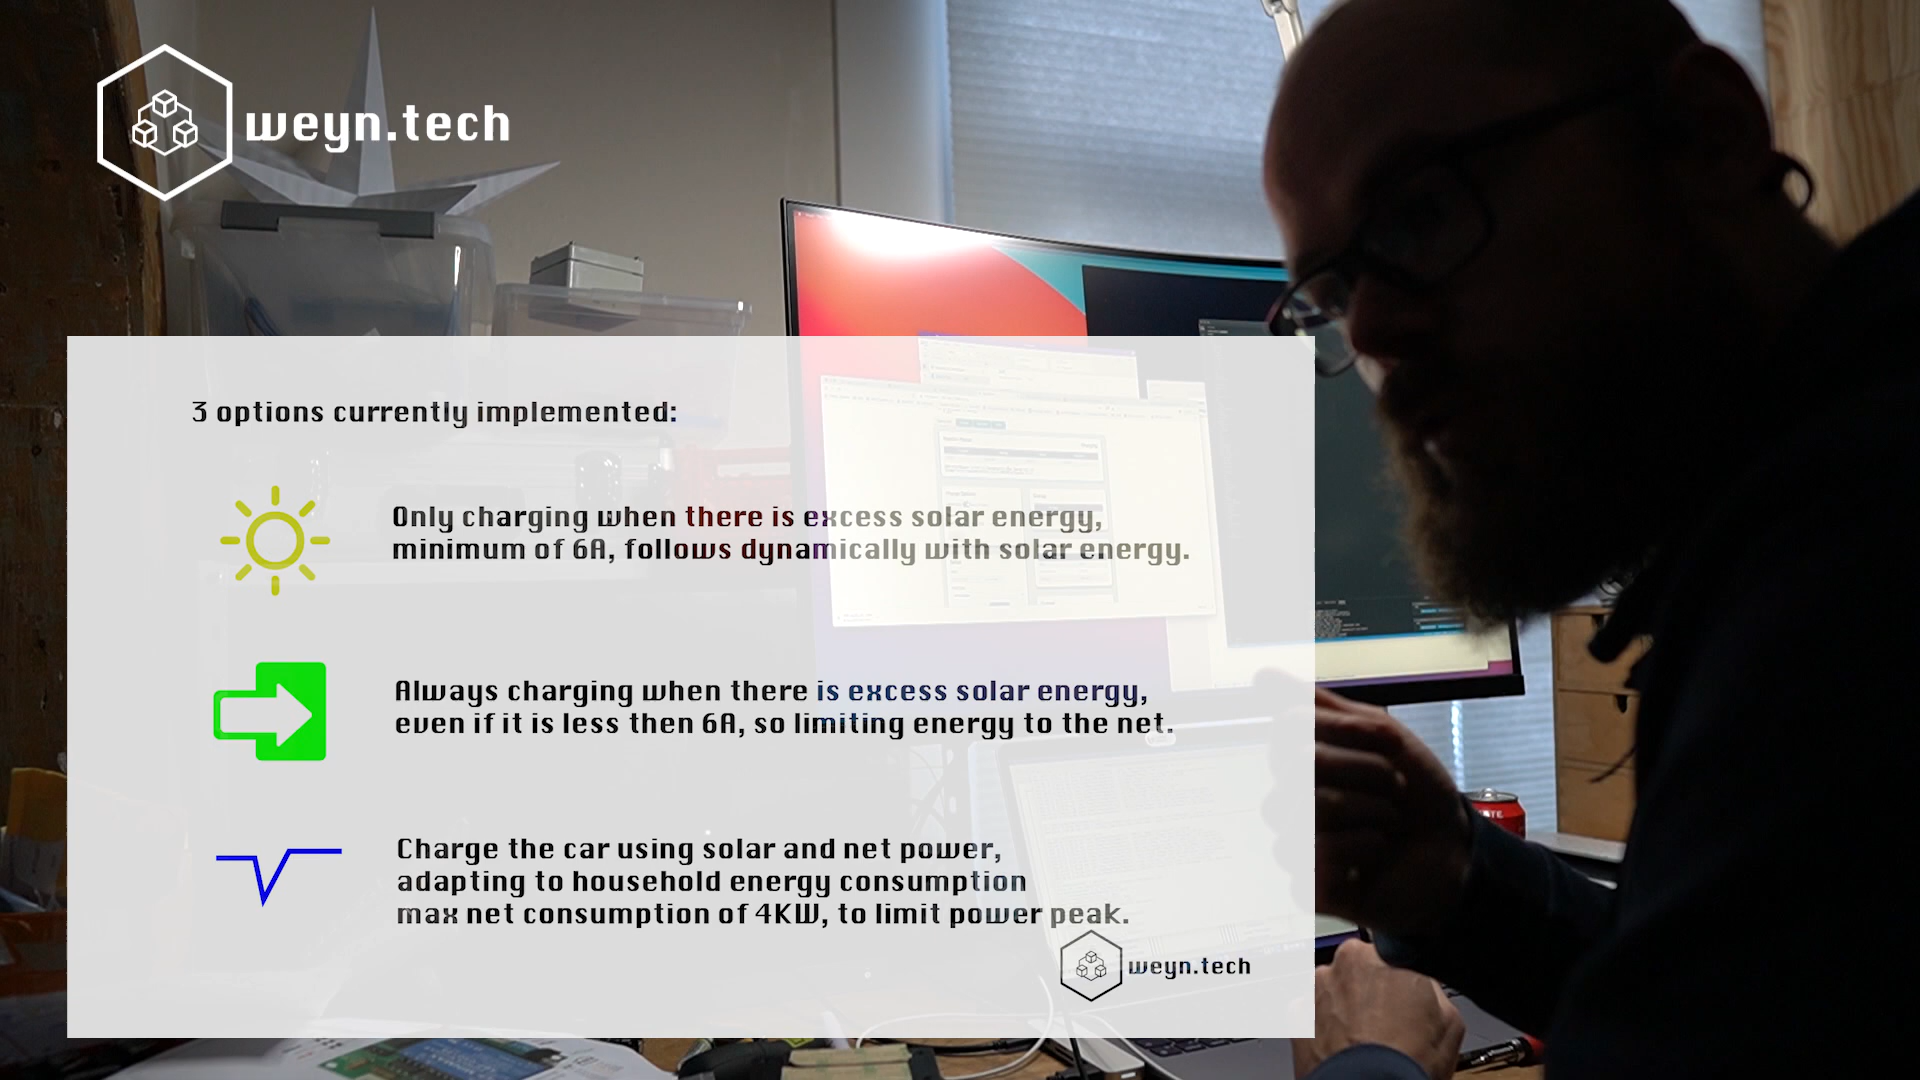 weyn.tech
3 options currently implemented:
Only charging when there is excess solar energy,
minimum of 6A, follows dynamically with solar energy.
Always charging when there is excess solar energy,
even if it is less then 6A, so limiting energy to the net.
Charge the car using solar and net power,
adapting to household energy consumption
max net consumption of 4KW, to limit power peak.
weyn.tech